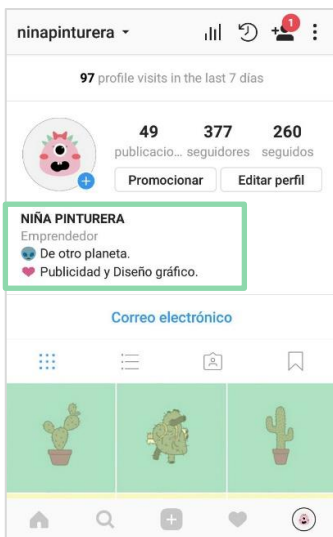 ninapinturera
1
97 profile visits in the last 7 días
49 377 260
publicacio... seguidores seguidos
Promocionar Editar perfil
NIÑA PINTURERA
Emprendedor
👽 De otro planeta.
💗 Publicidad y Diseño gráfico.
Correo electrónico